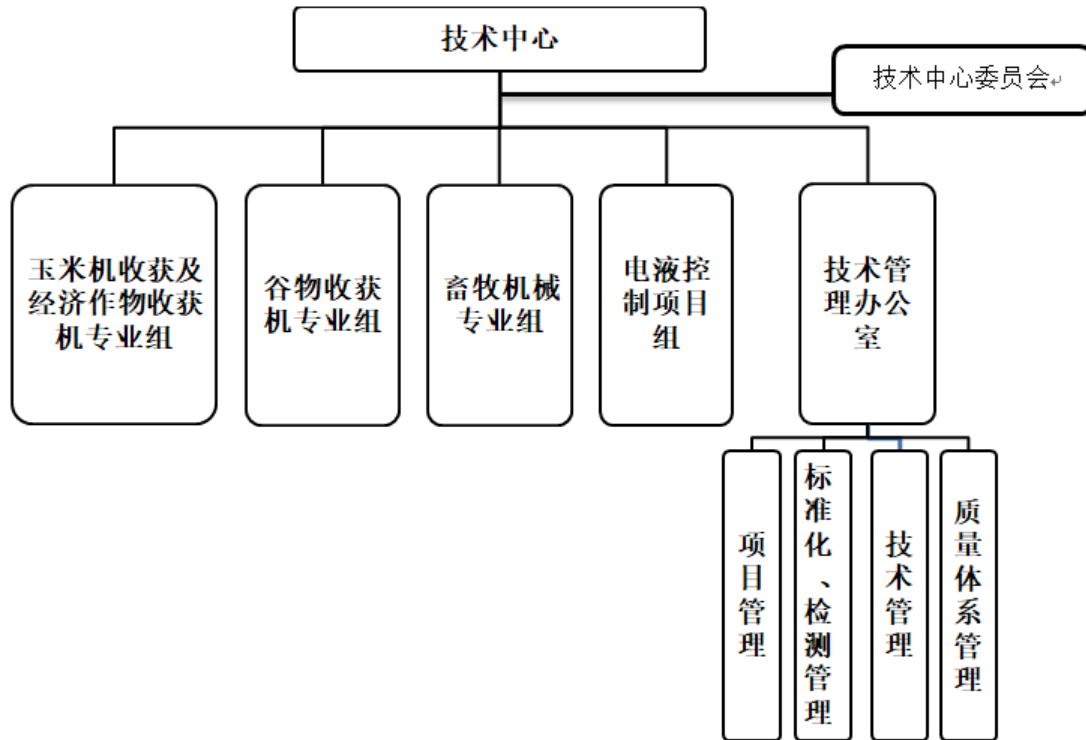 技术中心
技术中心委员会
玉米机收获及
经济作物收获
机专业组
谷物收获
机专业组
畜牧机械
专业组
电液控
制项目
组
技术管
理办公
室
项目管理
标准化、检测管理
技术管理
质量体系管理